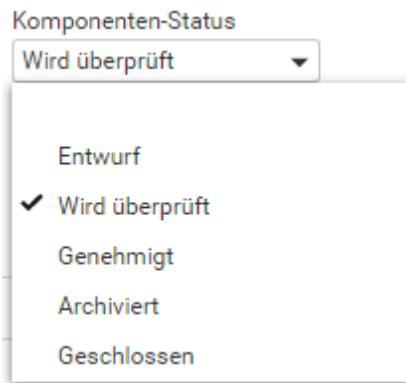 Komponenten-Status
Wird überprüft
Entwurf
Wird überprüft
Genehmigt
Archiviert
Geschlossen